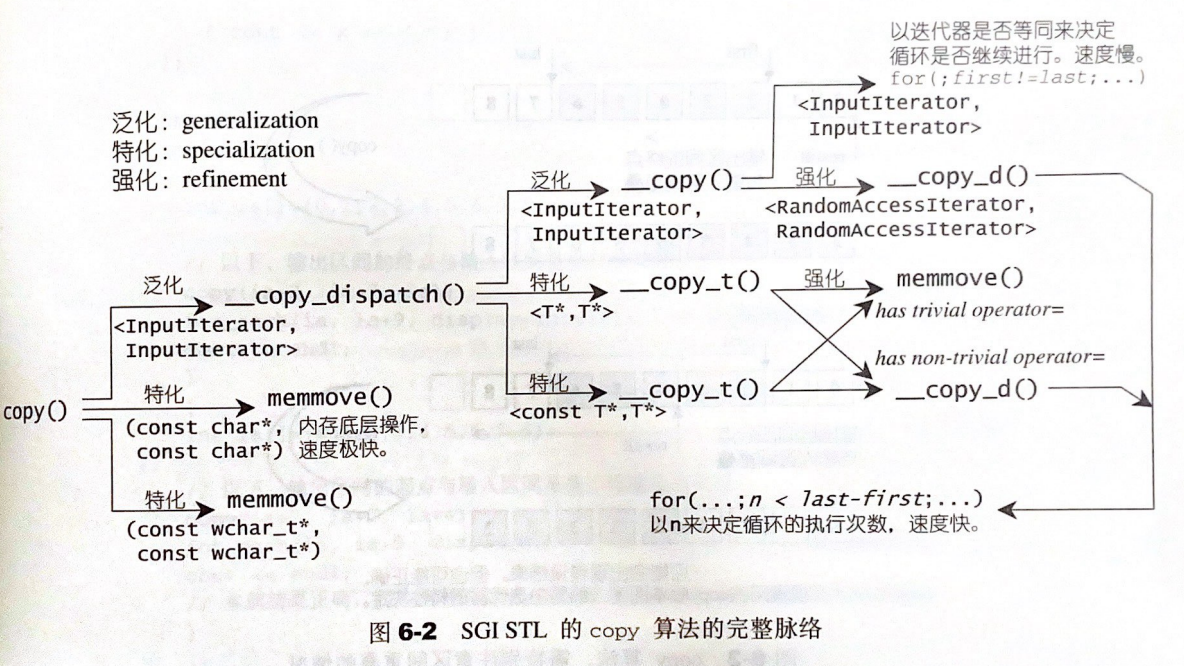 以迭代器是否等同来决定
循环是否继续进行。速度慢。
for(;first!=last;...)
<InputIterator,
InputIterator>
泛化: generalization
特化: specialization
强化: refinement
泛化
__copy()
强化
__copy_d()
<InputIterator,
InputIterator>
<RandomAccessIterator,
RandomAccessIterator>
泛化
__copy_dispatch()
<InputIterator,
InputIterator>
特化
__copy_t()
<T*,T*>
强化
memmove()
has trivial operator=
has non-trivial operator=
特化
__copy_t()
<const T*,T*>
__copy_d()
copy()
特化
memmove()
(const char*,
const char*)
内存底层操作,
速度极快。
特化
memmove()
(const wchar_t*,
const wchar_t*)
for(...;n < last-first;...)
以n来决定循环的执行次数，速度快。
图 6-2 SGI STL 的 copy 算法的完整脉络